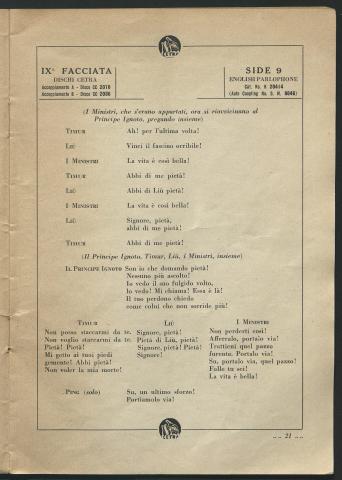 CETRA
IXª FACCIATA
DISCHI CETRA
Accoppiamento A - Disco CC 2018
Accoppiamento B - Disco CC 2036
SIDE 9
ENGLISH PARLOPHONE
Cat. No. R 20414
(Auto Coupling No. S. M. 6046)
(I Ministri, che s'erano appartati, ora si riavvicinano al
Principe Ignoto, pregando insieme)
TIMUR Ah! per l'ultima volta!
LIÙ Vinci il fascino orribile!
I MINISTRI La vita è così bella!
TIMUR Abbi di me pietà!
LIÙ Abbi di Liù pietà!
I MINISTRI La vita è così bella!
LIÙ Signore, pietà,
abbi di me pietà!
TIMUR Abbi di me pietà!
(Il Principe Ignoto, Timur, Liù, i Ministri, insieme)
IL PRINCIPE IGNOTO Son io che domando pietà!
Nessuno più ascolto!
Io vedo il suo fulgido volto,
lo vedo! Mi chiama! Essa è là!
Il tuo perdono chiedo
come colui che non sorride più!
TIMUR
Non posso staccarmi da te.
Non voglio staccarmi da te.
Pietà! Pietà!
Mi getto ai tuoi piedi
gemente! Abbi pietà!
Non voler la mia morte!
LIÙ
Signore, pietà!
Pietà di Liù, pietà!
Signore, pietà! Pietà!
Signore!
I MINISTRI
Non perderti così!
Afferralo, portalo via!
Trattieni quel pazzo
furente. Portalo via!
Su, portalo via, quel pazzo!
Folle tu sei!
La vita è bella!
PING (solo) Su, un ultimo sforzo!
Portiamolo via!
CETRA
.. .. 21 .. ..